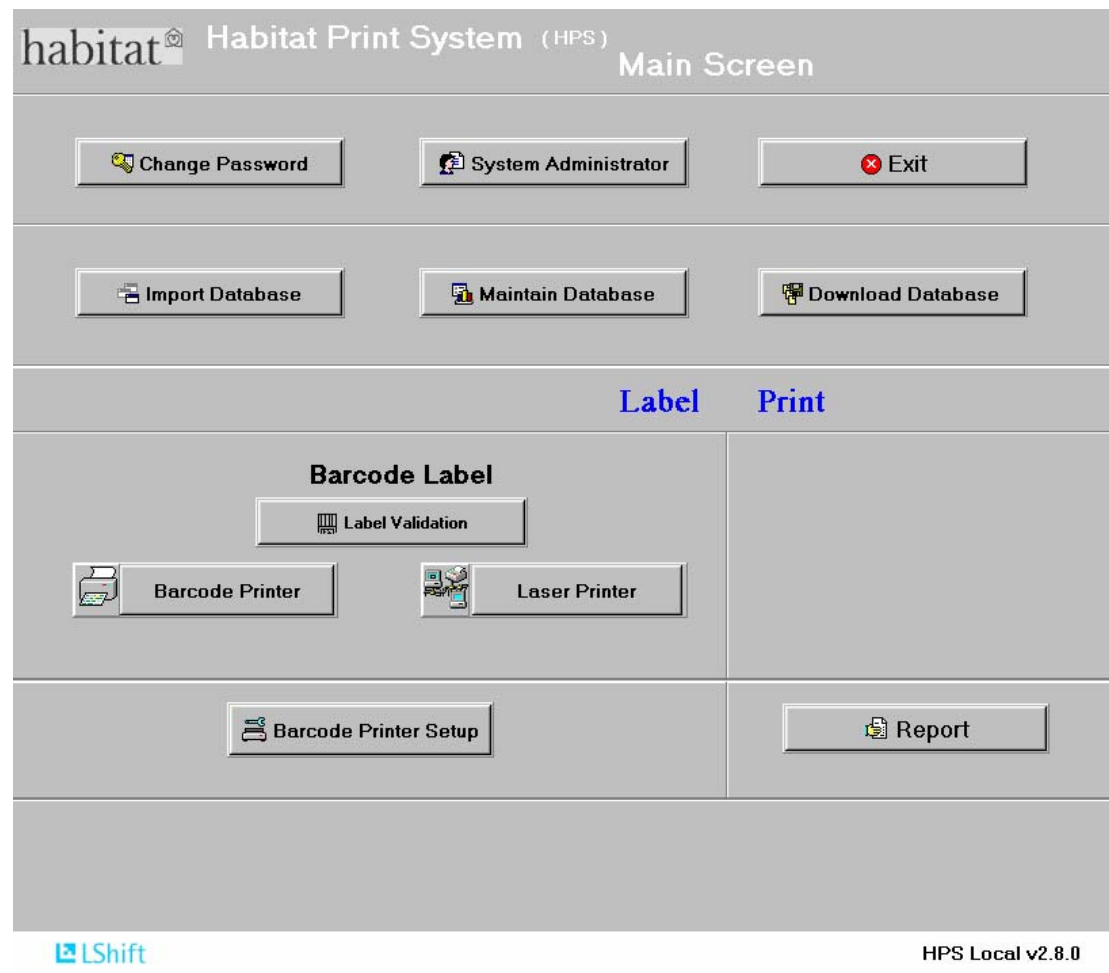 habitat® Habitat Print System (HPS)
Main Screen
Change Password System Administrator Exit
Import Database Maintain Database Download Database
Label Print
Barcode Label
Label Validation
Barcode Printer Laser Printer
Barcode Printer Setup Report
LShift HPS Local v2.8.0